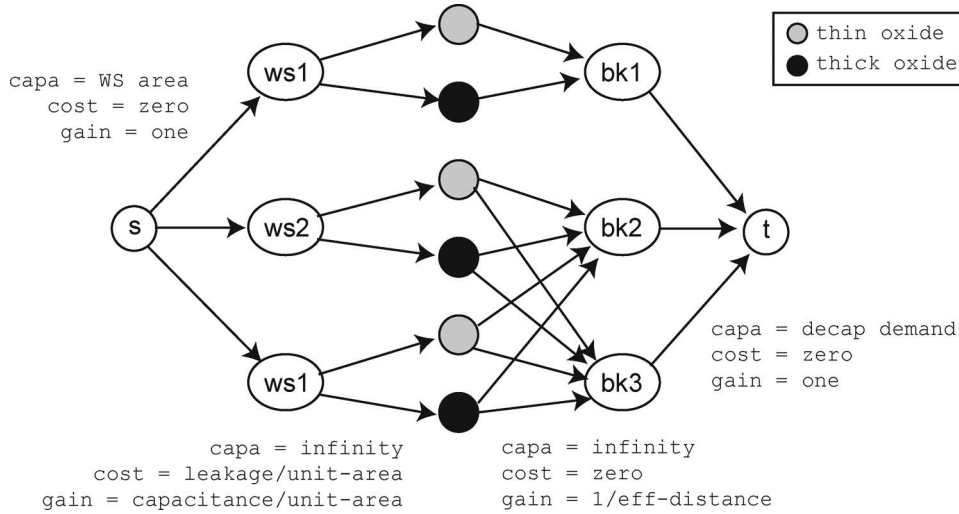 thin oxide
thick oxide
ws1
bk1
capa = WS area
cost = zero
gain = one
s
ws2
bk2
t
ws1
bk3
capa = decap demand
cost = zero
gain = one
capa = infinity
cost = leakage/unit-area
gain = capacitance/unit-area
capa = infinity
cost = zero
gain = 1/eff-distance